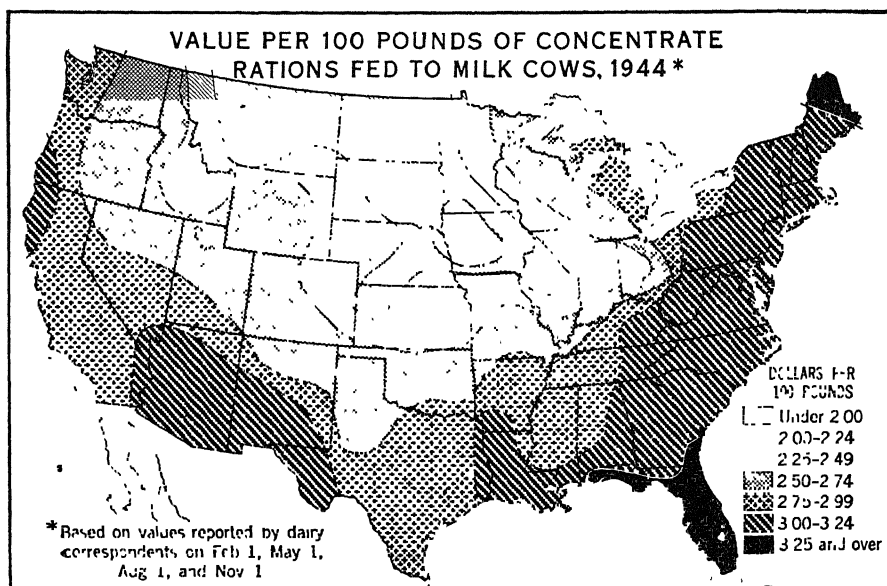 VALUE PER 100 POUNDS OF CONCENTRATE
RATIONS FED TO MILK COWS, 1944*
DOLLARS PER
100 POUNDS
Under 2.00
2.00-2.24
2.25-2.49
2.50-2.74
2.75-2.99
3.00-3.24
3.25 and over
*Based on values reported by dairy
correspondents on Feb 1, May 1,
Aug 1, and Nov 1